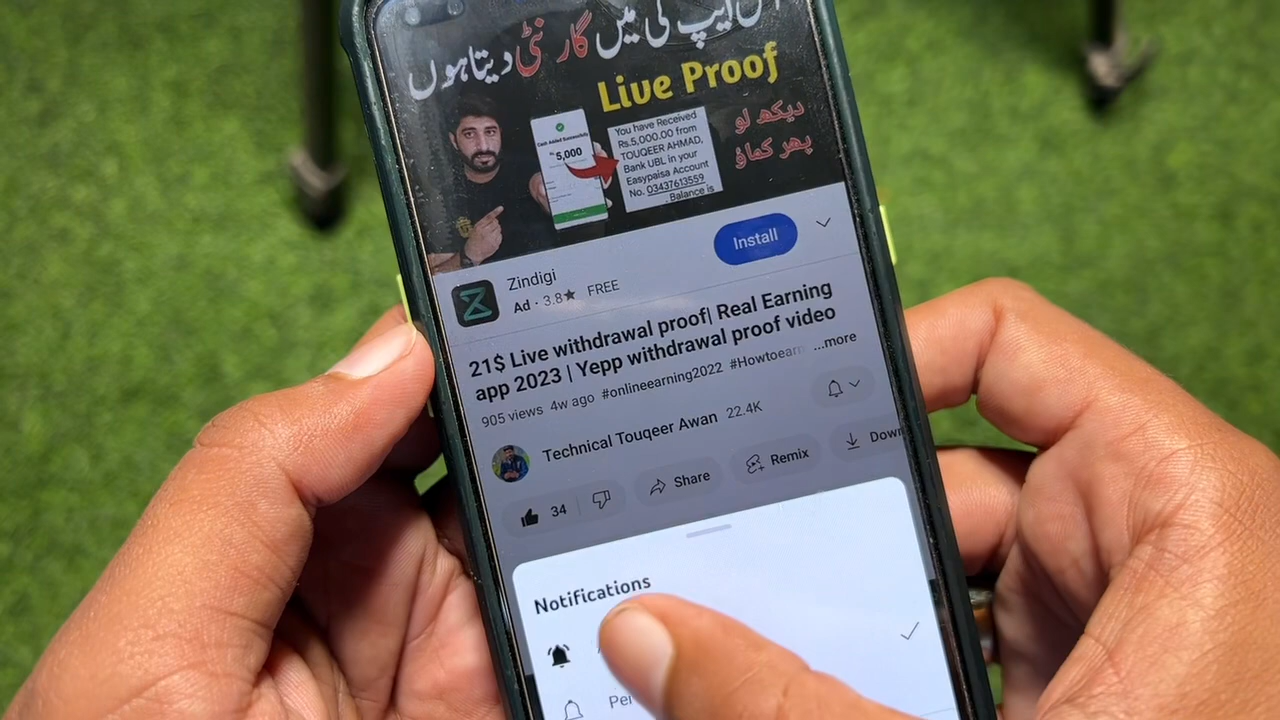 ایپ کی میں گارنٹی دیتا ہوں
Live Proof
دیکھ لو
پھر کماؤ
Cash Added Successfully
Rs. 5,000
You have Received
Rs.5,000.00 from
TOUQEER AHMAD,
Bank UBL in your
Easypaisa Account
No. 03437613559
. Balance is
Zindigi
Ad · 3.8★ FREE
Install
21$ Live withdrawal proof| Real Earning
app 2023 | Yepp withdrawal proof video
905 views 4w ago #onlineearning2022 #Howtoearn ...more
Technical Touqeer Awan 22.4K
34
Share
Remix
Down
Notifications
Per